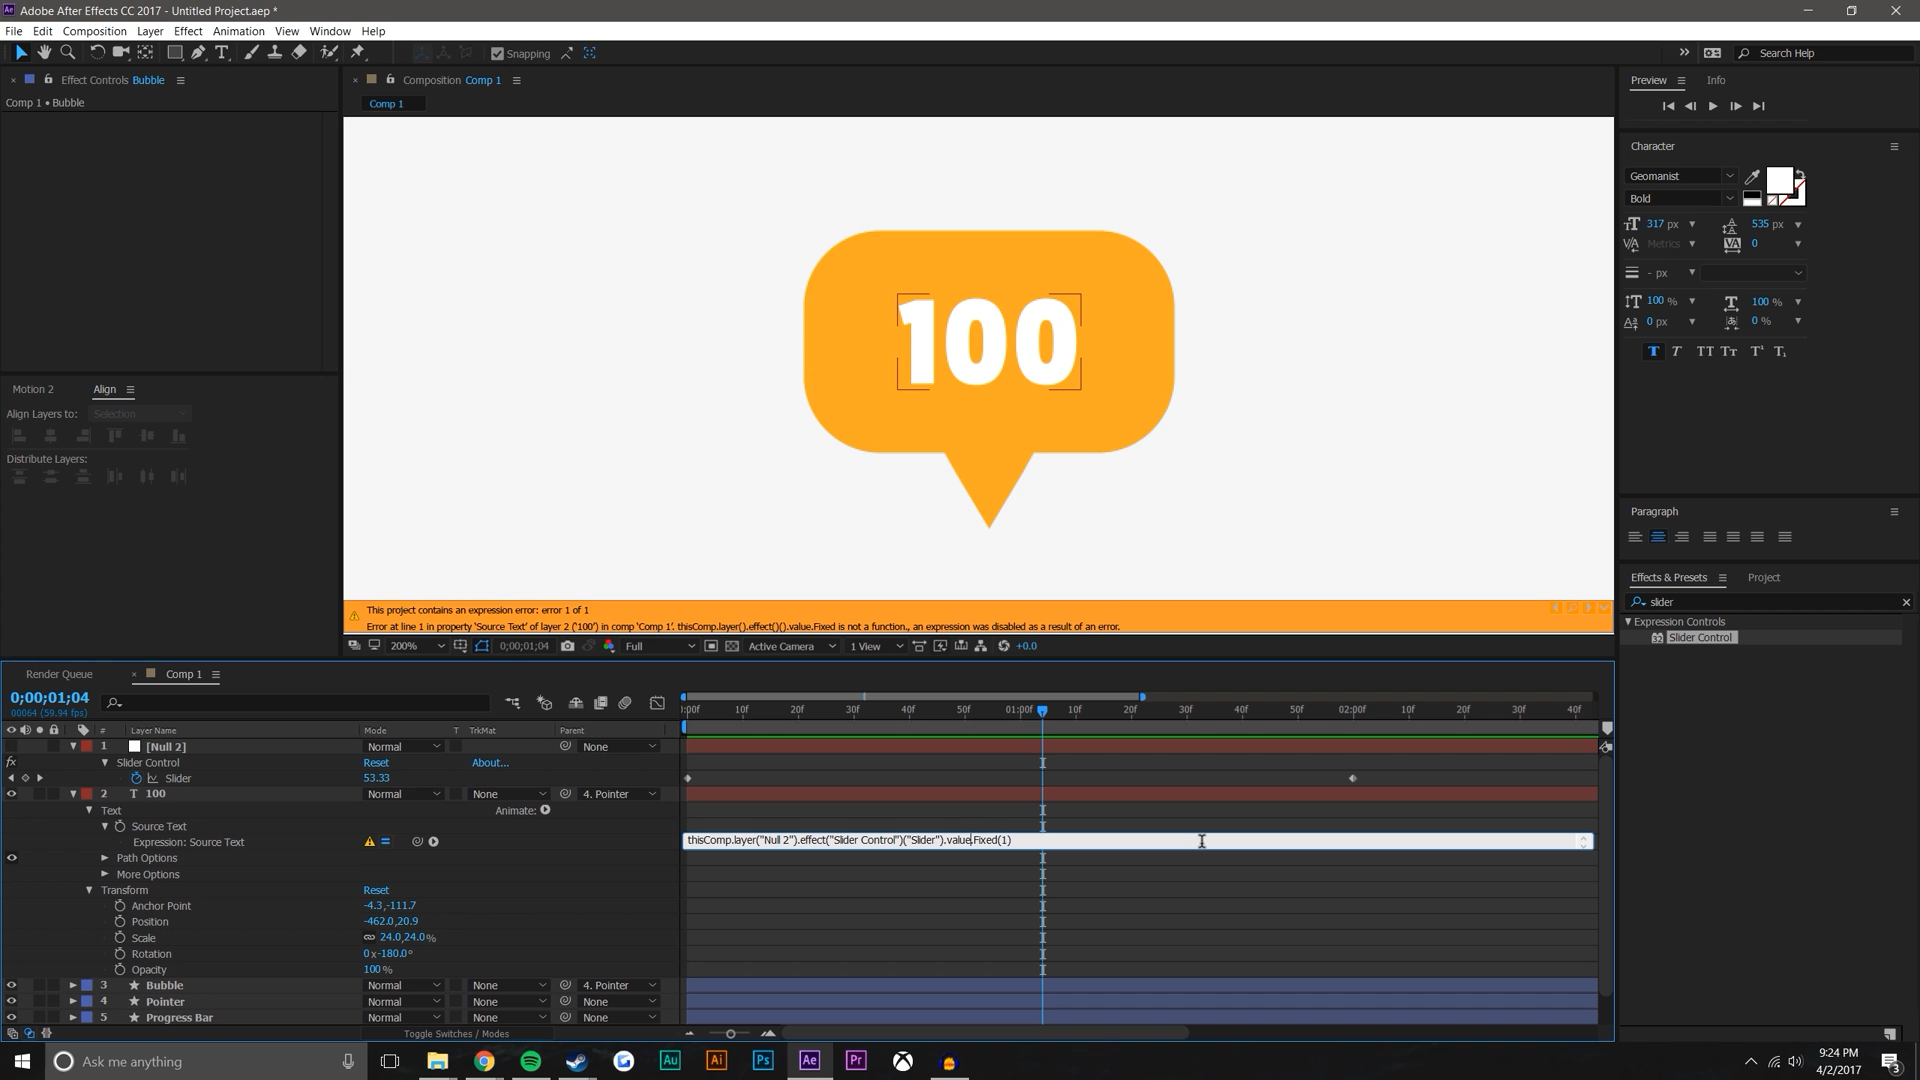 Adobe After Effects CC 2017 - Untitled Project.aep *
File Edit Composition Layer Effect Animation View Window Help
Snapping
Search Help
Effect Controls Bubble
Comp 1 • Bubble
Composition Comp 1
Comp 1
Preview
Info
Character
Geomanist
Bold
317 px
535 px
Metrics
0
- px
100 %
100 %
0 px
0 %
Paragraph
Effects & Presets
Project
slider
Expression Controls
Slider Control
Motion 2
Align
Align Layers to: Selection
Distribute Layers:
100
This project contains an expression error: error 1 of 1
Error at line 1 in property 'Source Text' of layer 2 ('100') in comp 'Comp 1'. thisComp.layer().effect()().value.Fixed is not a function., an expression was disabled as a result of an error.
200% 0;00;01;04 Full Active Camera 1 View +0.0
Render Queue
Comp 1
0;00;01;04
00064 (59.94 fps)
):00f 10f 20f 30f 40f 50f 01:00f 10f 20f 30f 40f 50f 02:00f 10f 20f 30f 40f
# Layer Name Mode T TrkMat Parent
1 [Null 2] Normal None
fx Slider Control Reset About...
Slider 53.33
2 T 100 Normal None 4. Pointer
Text Animate:
Source Text
Expression: Source Text thisComp.layer("Null 2").effect("Slider Control")("Slider").value.Fixed(1)
Path Options
More Options
Transform Reset
Anchor Point -4.3,-111.7
Position -462.0,20.9
Scale 24.0,24.0%
Rotation 0x-180.0°
Opacity 100%
3 Bubble Normal None 4. Pointer
4 Pointer Normal None None
5 Progress Bar Normal None None
Toggle Switches / Modes
Ask me anything
Au Ai Ps Ae Pr
9:24 PM
4/2/2017
3